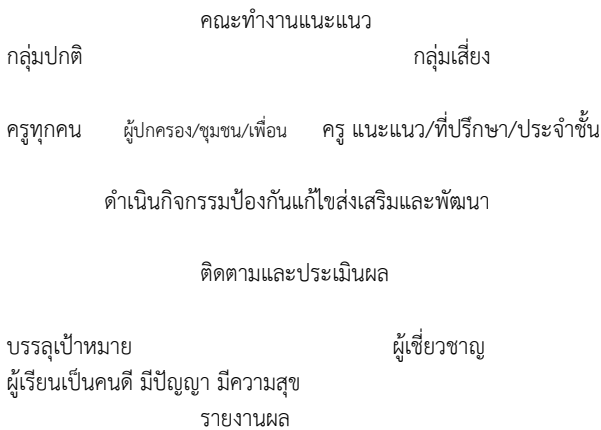 คณะทำงานแนะแนว
กลุ่มปกติ กลุ่มเสี่ยง
ครูทุกคน ผู้ปกครอง/ชุมชน/เพื่อน ครู แนะแนว/ที่ปรึกษา/ประจำชั้น
ดำเนินกิจกรรมป้องกันแก้ไขส่งเสริมและพัฒนา
ติดตามและประเมินผล
บรรลุเป้าหมาย ผู้เชี่ยวชาญ
ผู้เรียนเป็นคนดี มีปัญญา มีความสุข
รายงานผล